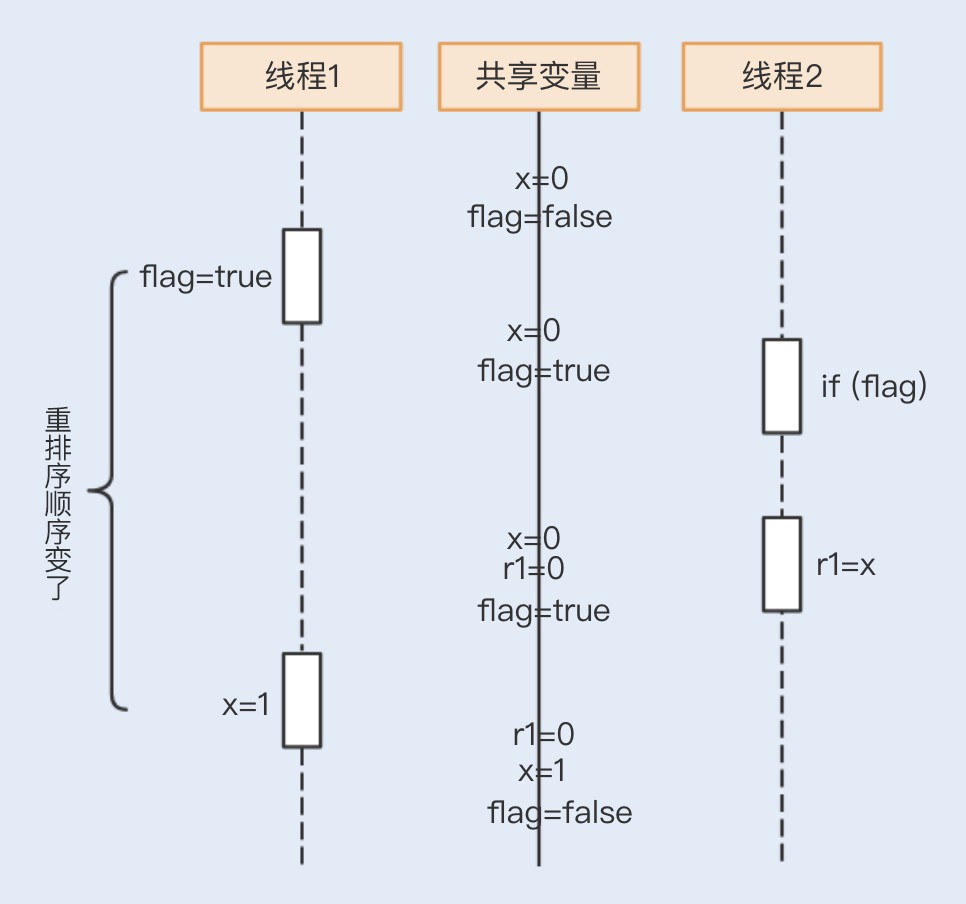 线程1
共享变量
线程2
x=0
flag=false
flag=true
x=0
flag=true
if (flag)
重排序顺序变了
x=0
r1=0
r1=x
flag=true
x=1
r1=0
x=1
flag=false